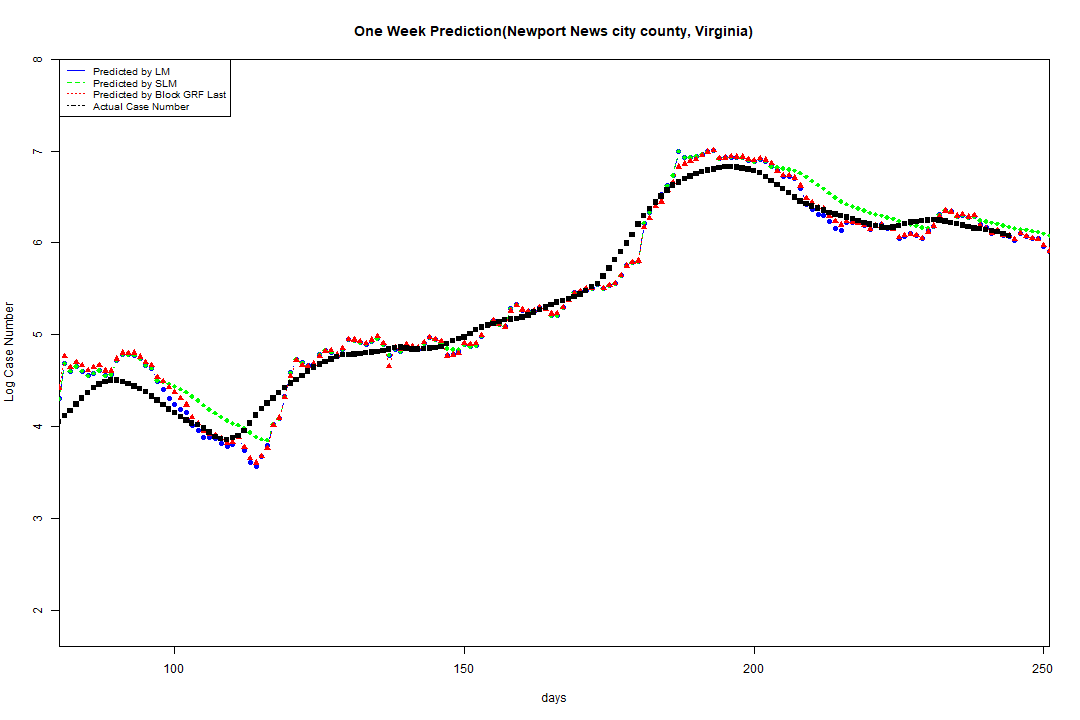 One Week Prediction(Newport News city county, Virginia)
Predicted by LM
Predicted by SLM
Predicted by Block GRF Last
Actual Case Number
8
7
6
5
4
3
2
Log Case Number
100 150 200 250
days